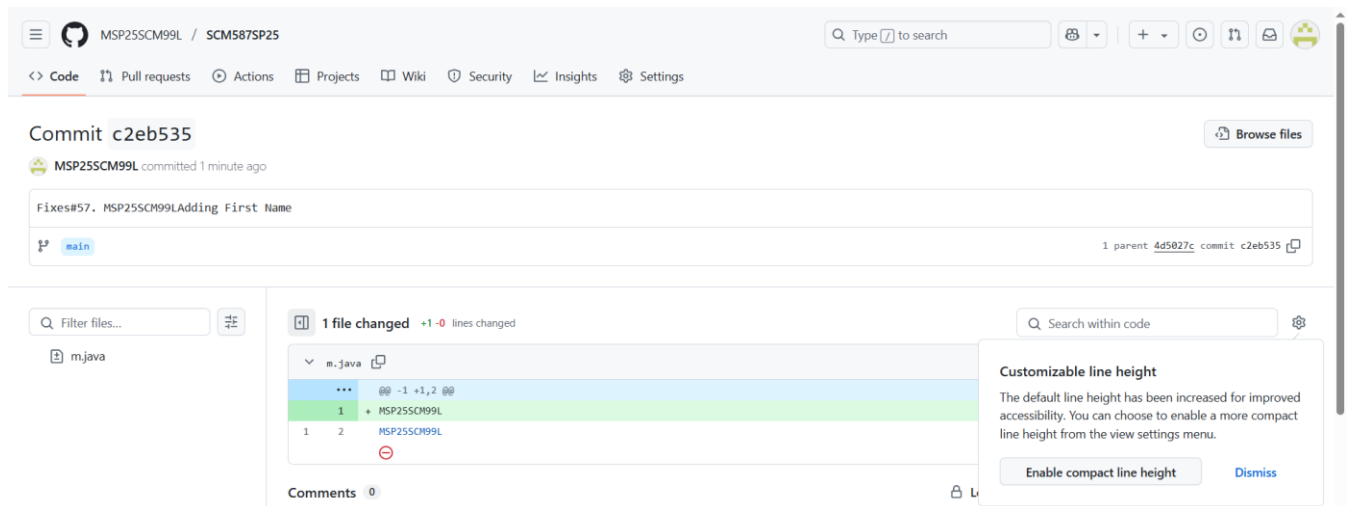 MSP25SCM99L / SCM587SP25
Type / to search
<> Code Pull requests Actions Projects Wiki Security Insights Settings
Commit c2eb535
Browse files
MSP25SCM99L committed 1 minute ago
Fixes#57. MSP25SCM99LAdding First Name
main
1 parent 4d5027c commit c2eb535
Filter files...
m.java
1 file changed +1 -0 lines changed
Search within code
m.java
... @@ -1 +1,2 @@
1 + MSP25SCM99L
1 2 MSP25SCM99L
Customizable line height
The default line height has been increased for improved
accessibility. You can choose to enable a more compact
line height from the view settings menu.
Enable compact line height Dismiss
Comments 0